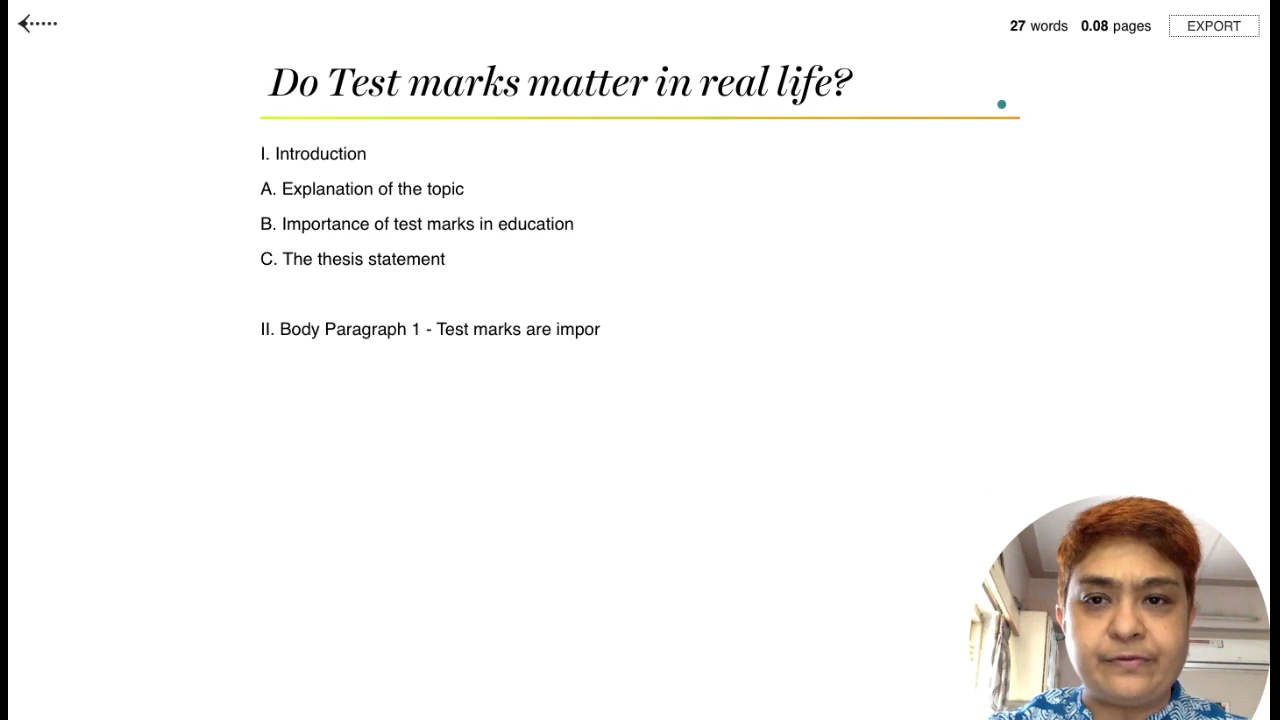 27 words 0.08 pages EXPORT
Do Test marks matter in real life?
I. Introduction
A. Explanation of the topic
B. Importance of test marks in education
C. The thesis statement
II. Body Paragraph 1 - Test marks are impor